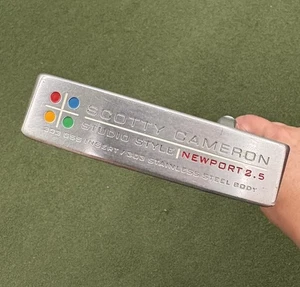 SCOTTY CAMERON
STUDIO STYLE | NEWPORT 2.5
303 GSS INSERT / 303 STAINLESS STEEL BODY